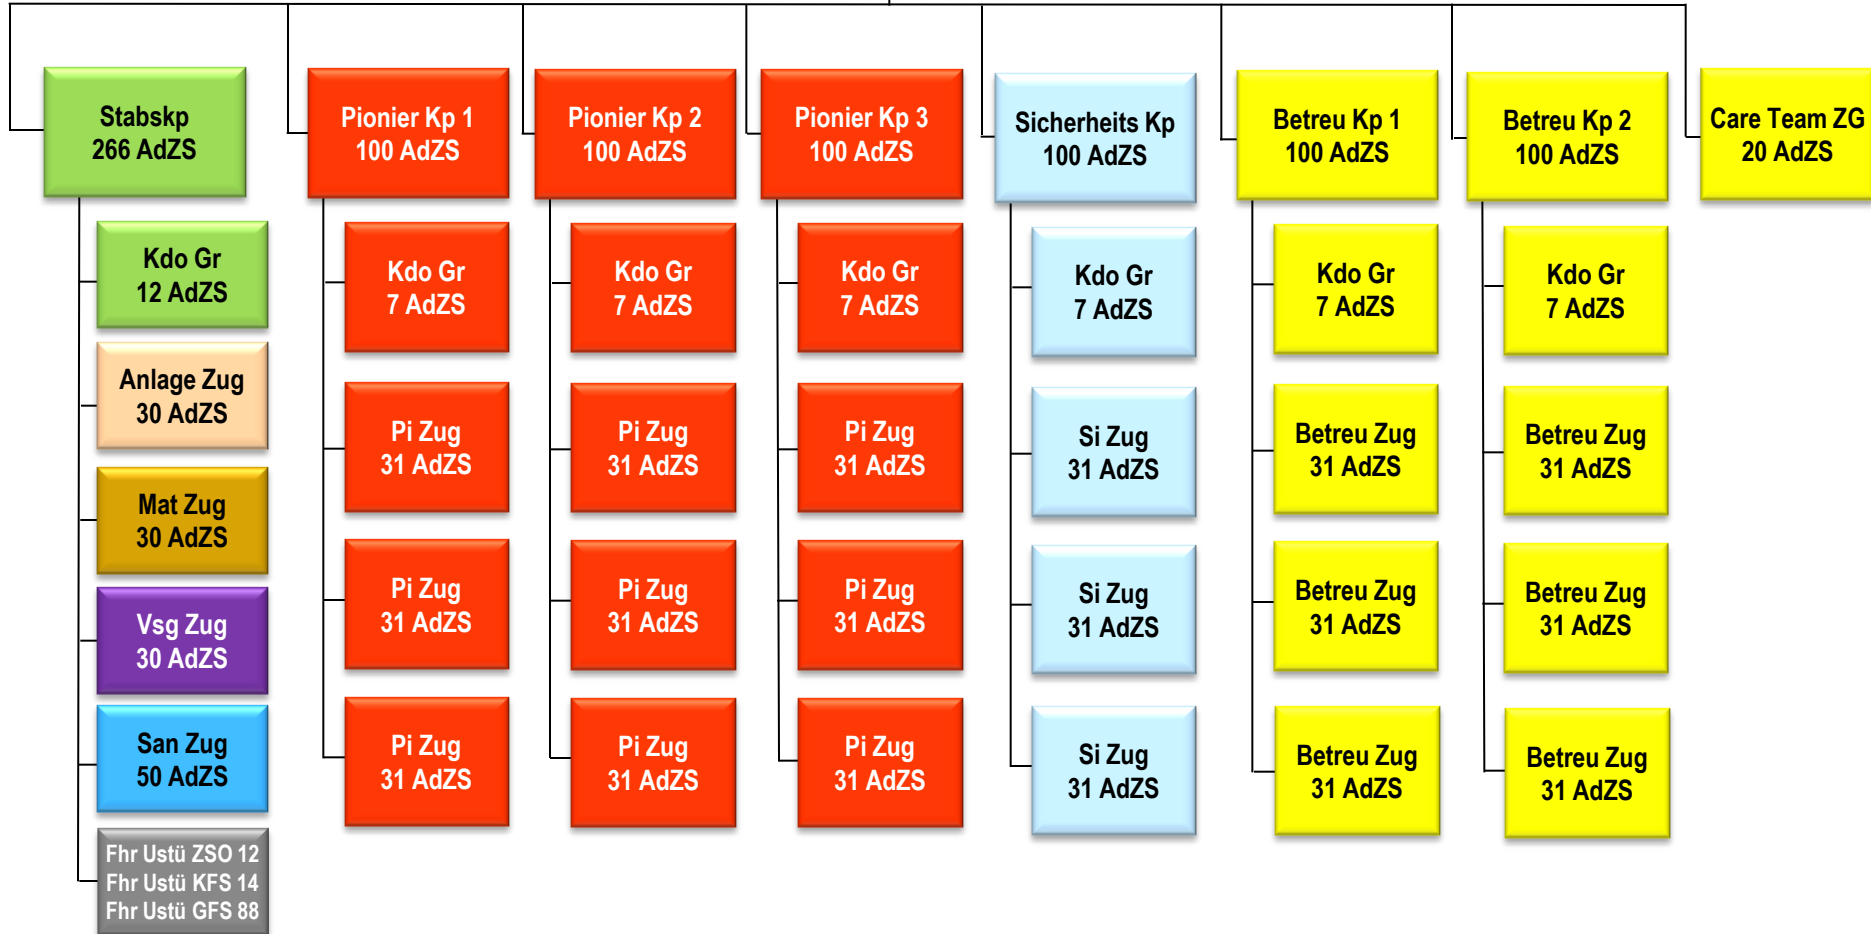 Stabskp
266 AdZS
Pionier Kp 1
100 AdZS
Pionier Kp 2
100 AdZS
Pionier Kp 3
100 AdZS
Sicherheits Kp
100 AdZS
Betreu Kp 1
100 AdZS
Betreu Kp 2
100 AdZS
Care Team ZG
20 AdZS
Kdo Gr
12 AdZS
Anlage Zug
30 AdZS
Mat Zug
30 AdZS
Vsg Zug
30 AdZS
San Zug
50 AdZS
Fhr Ustü ZSO 12
Fhr Ustü KFS 14
Fhr Ustü GFS 88
Kdo Gr
7 AdZS
Pi Zug
31 AdZS
Pi Zug
31 AdZS
Pi Zug
31 AdZS
Kdo Gr
7 AdZS
Pi Zug
31 AdZS
Pi Zug
31 AdZS
Pi Zug
31 AdZS
Kdo Gr
7 AdZS
Pi Zug
31 AdZS
Pi Zug
31 AdZS
Pi Zug
31 AdZS
Kdo Gr
7 AdZS
Si Zug
31 AdZS
Si Zug
31 AdZS
Si Zug
31 AdZS
Kdo Gr
7 AdZS
Betreu Zug
31 AdZS
Betreu Zug
31 AdZS
Betreu Zug
31 AdZS
Kdo Gr
7 AdZS
Betreu Zug
31 AdZS
Betreu Zug
31 AdZS
Betreu Zug
31 AdZS